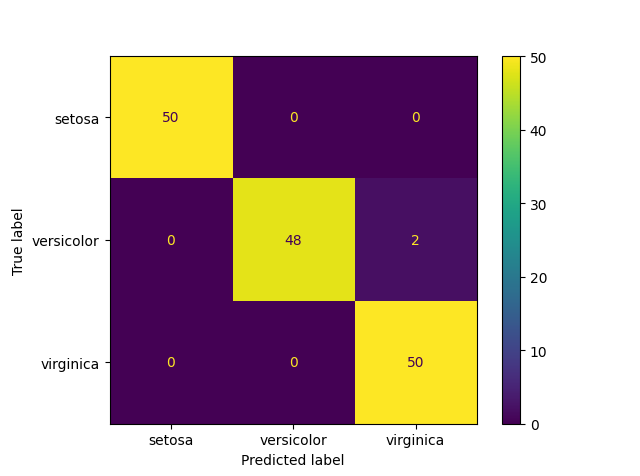 True label
setosa 50 0 0
versicolor 0 48 2
virginica 0 0 50
setosa versicolor virginica
Predicted label
50
40
30
20
10
0